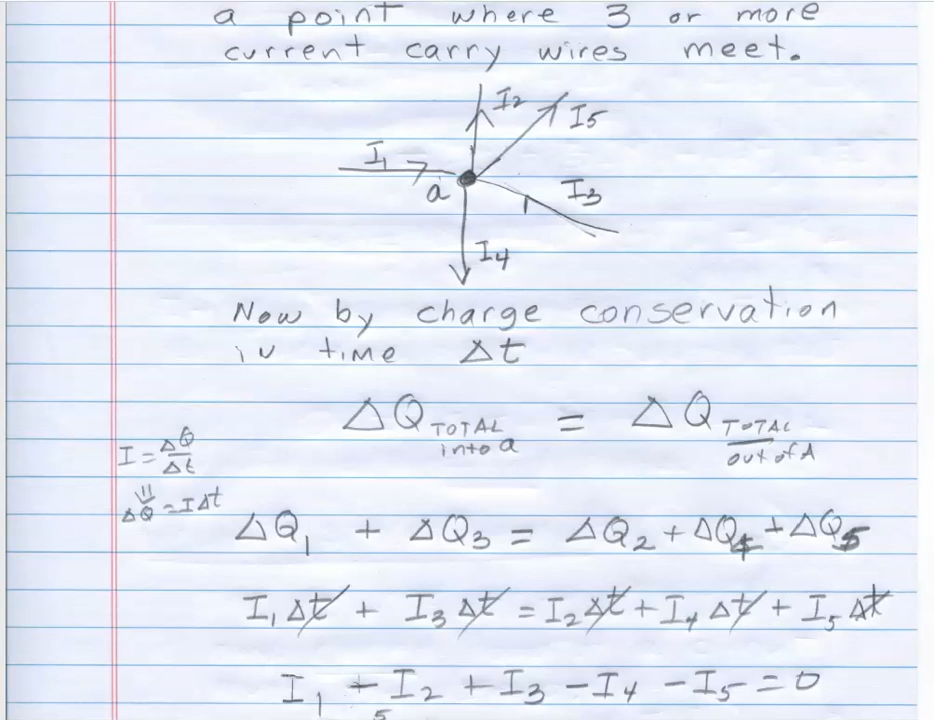 a point where 3 or more
current carry wires meet.
I2
I5
I1
a
I3
I4
Now by charge conservation
in time Δt
ΔQ TOTAL into a = ΔQ TOTAL out of A
I = ΔQ/Δt
⇓
ΔQ = IΔt
ΔQ1 + ΔQ3 = ΔQ2 + ΔQ4 + ΔQ5
I1 Δt + I3 Δt = I2 Δt + I4 Δt + I5 Δt
I1 - I2 + I3 - I4 - I5 = 0
5